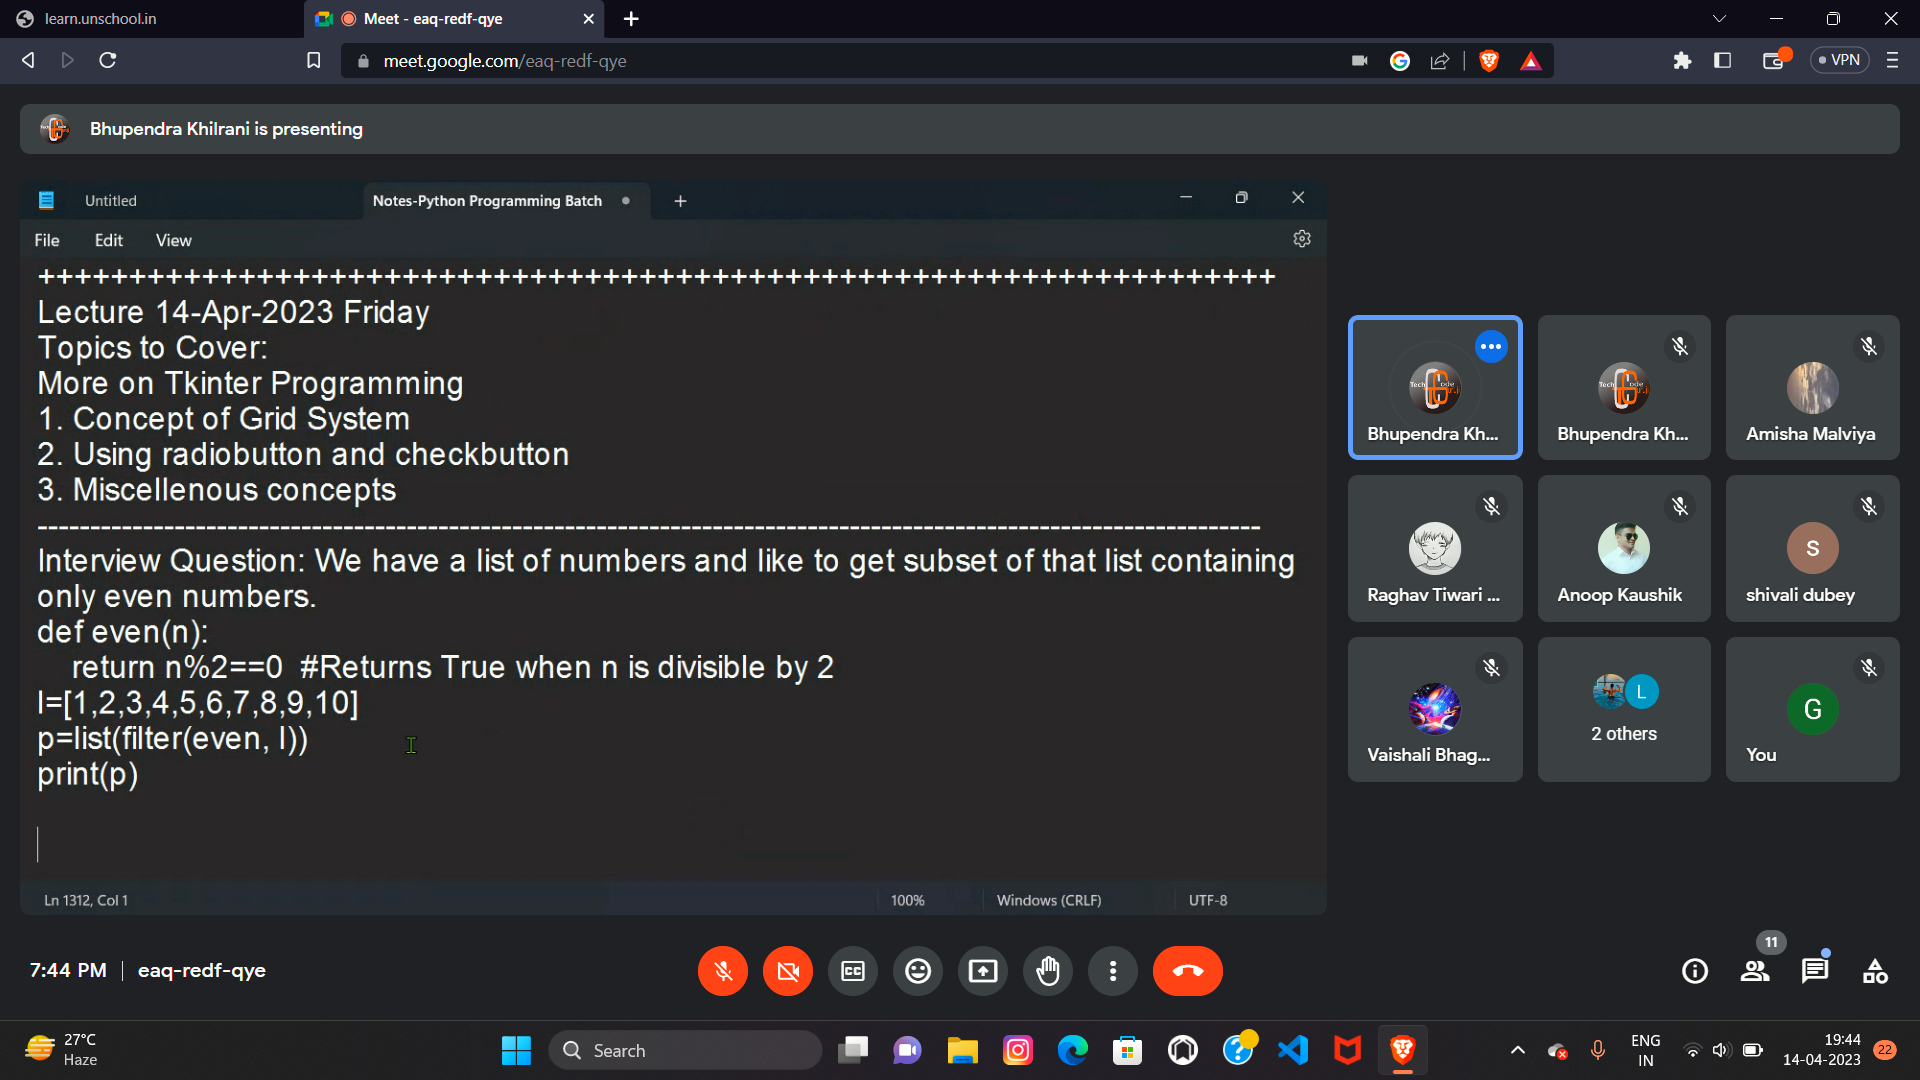 learn.unschool.in
Meet - eaq-redf-qye
meet.google.com/eaq-redf-qye
VPN
Bhupendra Khilrani is presenting
Untitled
Notes-Python Programming Batch
File Edit View
++++++++++++++++++++++++++++++++++++++++++++++++++++++++++++++++++++
Lecture 14-Apr-2023 Friday
Topics to Cover:
More on Tkinter Programming
1. Concept of Grid System
2. Using radiobutton and checkbutton
3. Miscellenous concepts
--------------------------------------------------------------------------------------------------------------------
Interview Question: We have a list of numbers and like to get subset of that list containing
only even numbers.
def even(n):
    return n%2==0  #Returns True when n is divisible by 2
l=[1,2,3,4,5,6,7,8,9,10]
p=list(filter(even, l))
print(p)
Ln 1312, Col 1
100%
Windows (CRLF)
UTF-8
Bhupendra Kh...
Bhupendra Kh...
Amisha Malviya
Raghav Tiwari ...
Anoop Kaushik
S
shivali dubey
Vaishali Bhag...
L
2 others
G
You
7:44 PM | eaq-redf-qye
11
27°C
Haze
Search
ENG
IN
19:44
14-04-2023
22